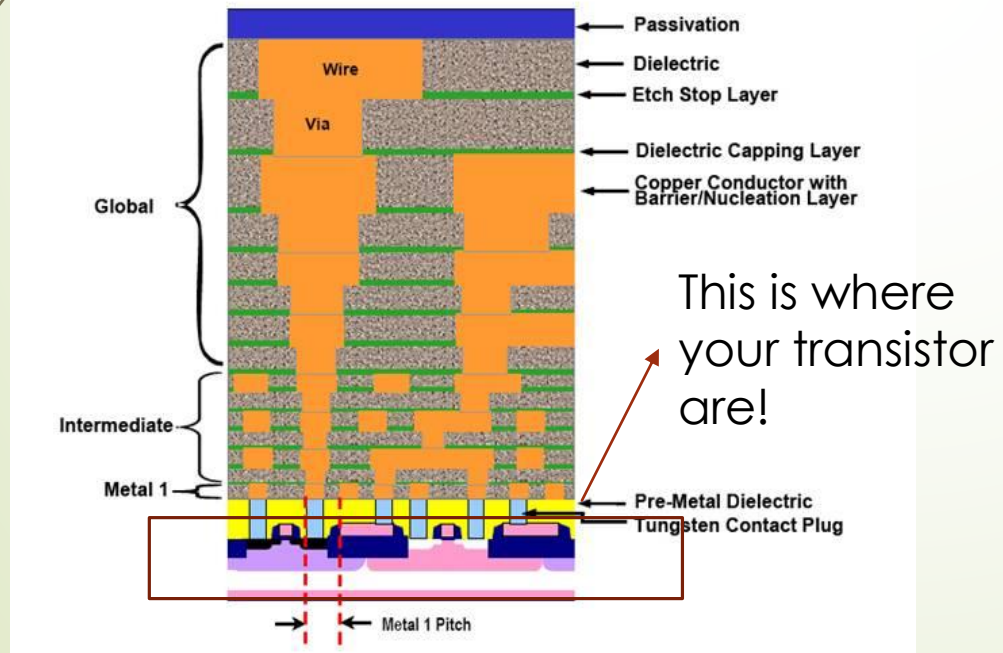 Passivation
Wire
Dielectric
Etch Stop Layer
Via
Dielectric Capping Layer
Copper Conductor with
Barrier/Nucleation Layer
Global
This is where
your transistor
are!
Intermediate
Metal 1
Pre-Metal Dielectric
Tungsten Contact Plug
Metal 1 Pitch